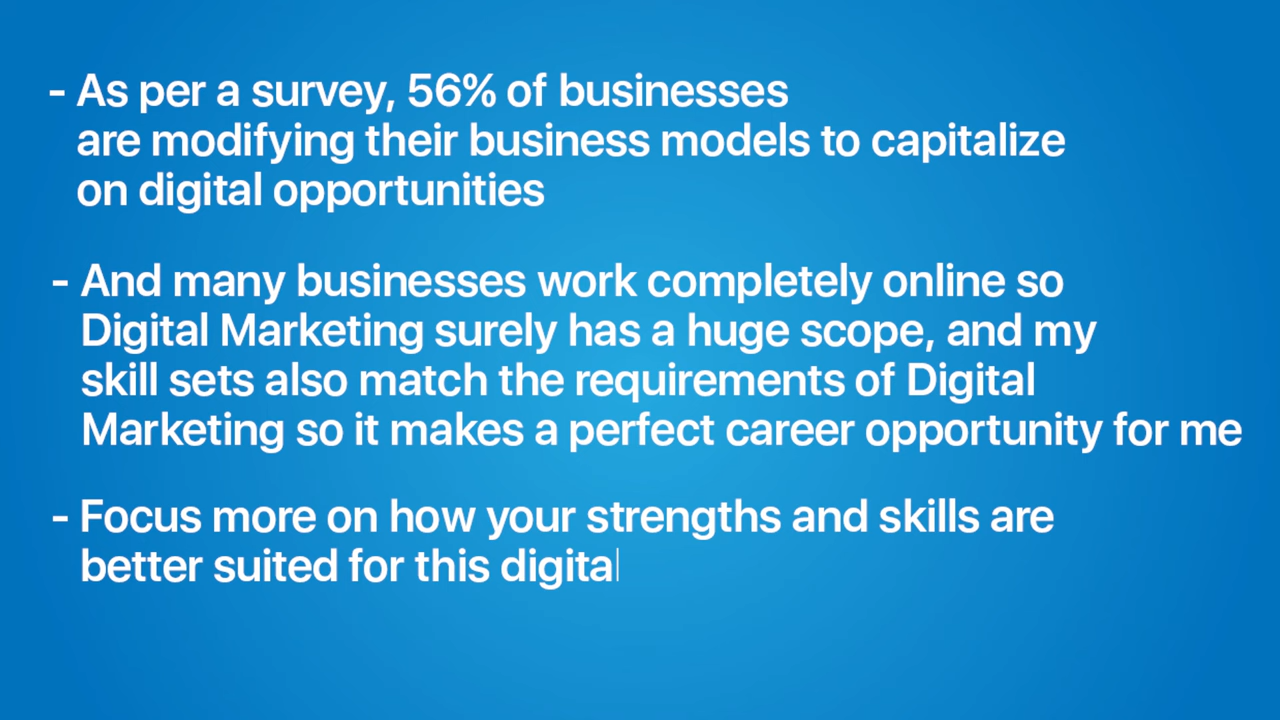 - As per a survey, 56% of businesses
are modifying their business models to capitalize
on digital opportunities
- And many businesses work completely online so
Digital Marketing surely has a huge scope, and my
skill sets also match the requirements of Digital
Marketing so it makes a perfect career opportunity for me
- Focus more on how your strengths and skills are
better suited for this digital